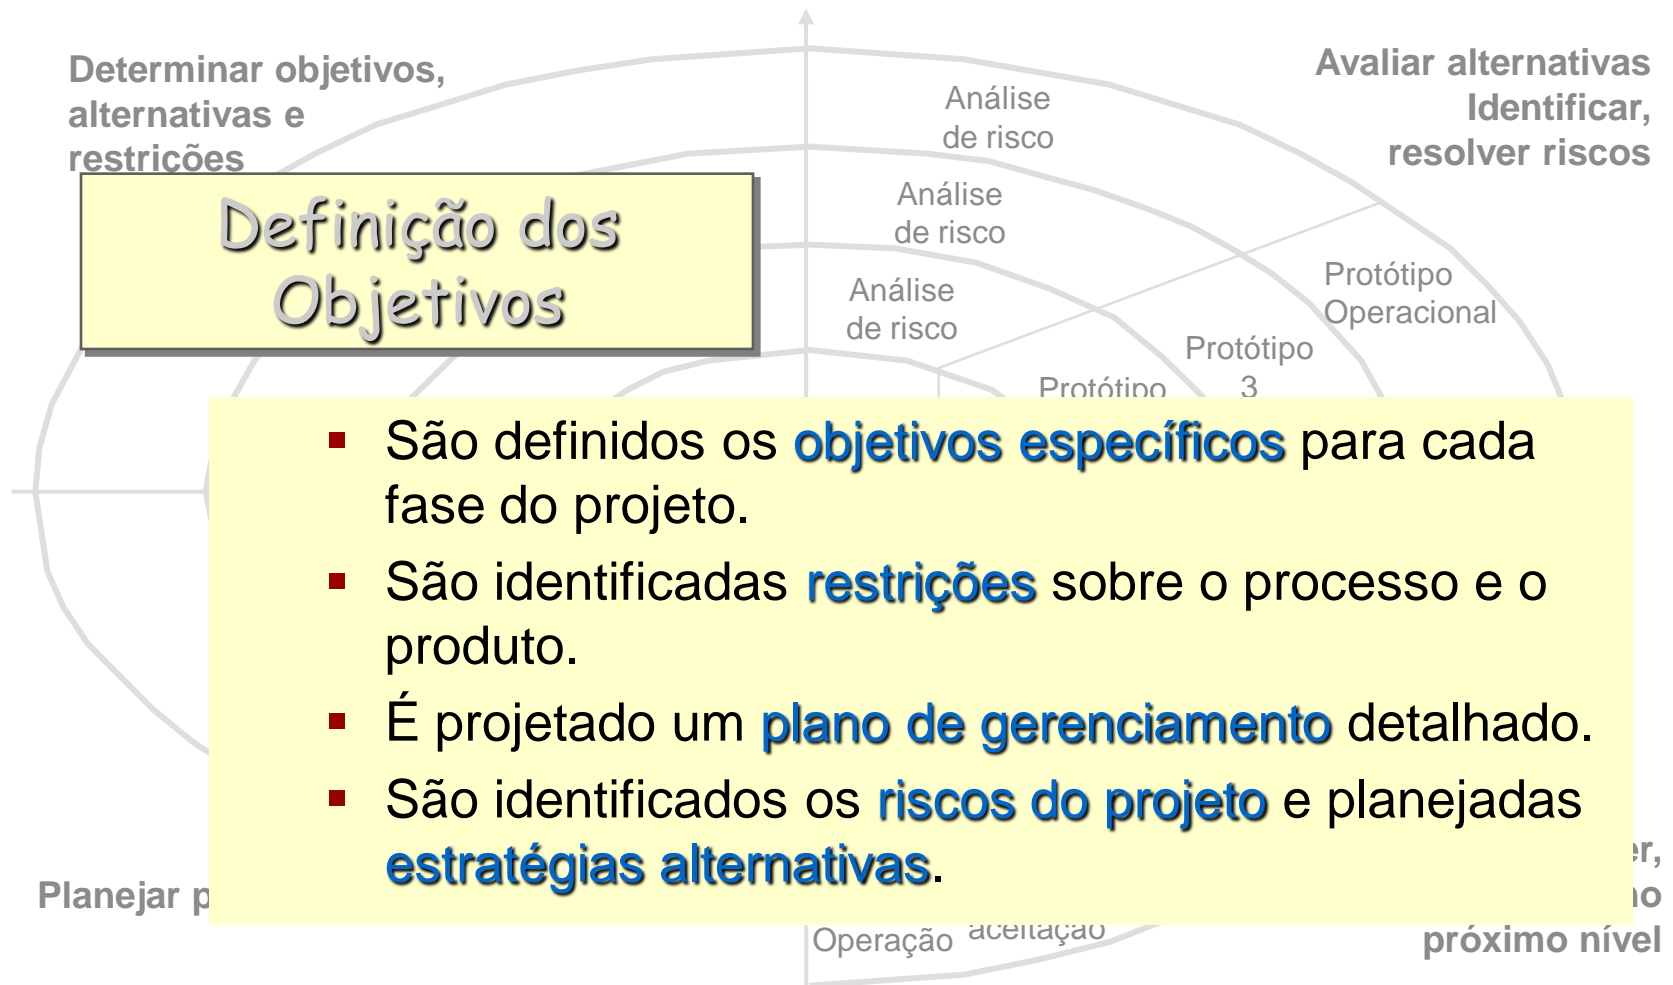 Determinar objetivos,
alternativas e
restrições
Avaliar alternativas
Identificar,
resolver riscos
Análise
de risco
Análise
de risco
Análise
de risco
Definição dos
Objetivos
Protótipo
Operacional
Protótipo
3
Protótipo
▪ São definidos os objetivos específicos para cada
fase do projeto.
▪ São identificadas restrições sobre o processo e o
produto.
▪ É projetado um plano de gerenciamento detalhado.
▪ São identificados os riscos do projeto e planejadas
estratégias alternativas.
Planejar
próximo nível
Operação
aceitação